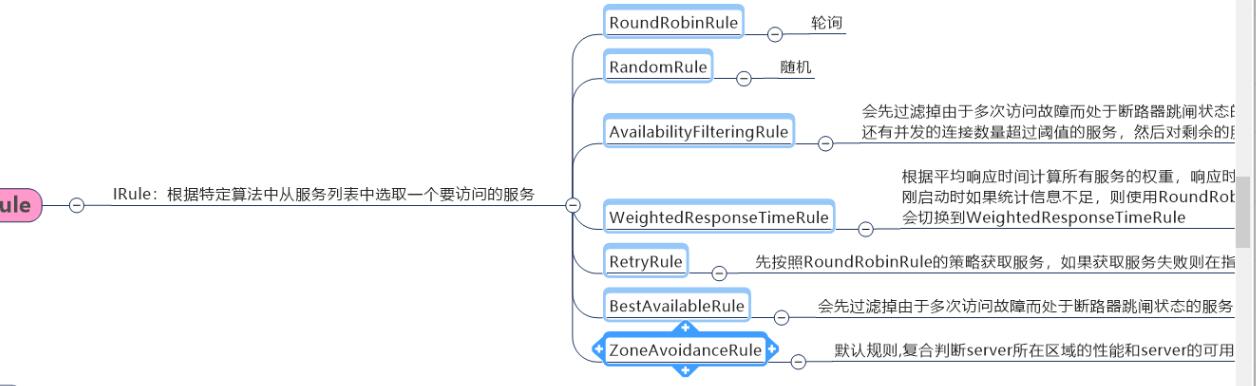 RoundRobinRule
轮询
RandomRule
随机
AvailabilityFilteringRule
会先过滤掉由于多次访问故障而处于断路器跳闸状态的
还有并发的连接数量超过阈值的服务，然后对剩余的
ule
IRule：根据特定算法中从服务列表中选取一个要访问的服务
WeightedResponseTimeRule
根据平均响应时间计算所有服务的权重，响应时
刚启动时如果统计信息不足，则使用RoundRob
会切换到WeightedResponseTimeRule
RetryRule
先按照RoundRobinRule的策略获取服务，如果获取服务失败则在指
BestAvailableRule
会先过滤掉由于多次访问故障而处于断路器跳闸状态的服务
ZoneAvoidanceRule
默认规则,复合判断server所在区域的性能和server的可用